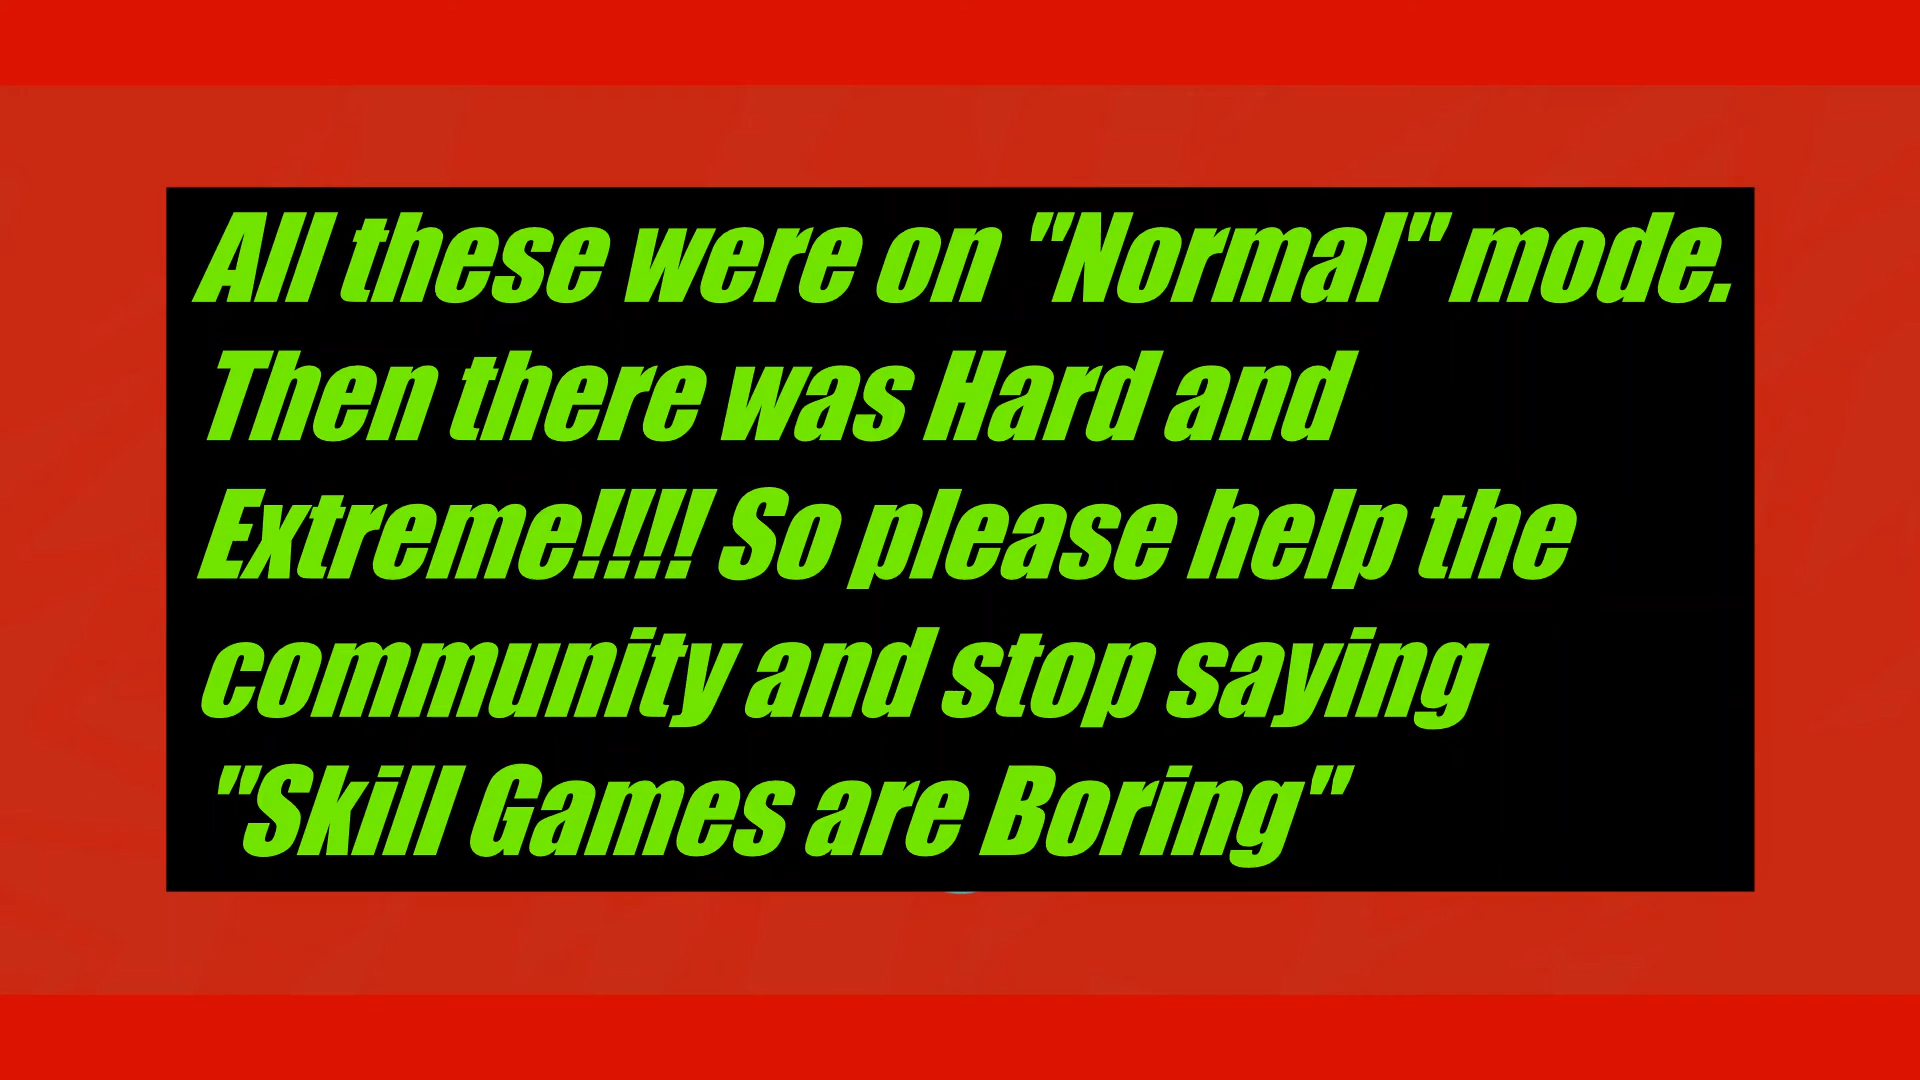 All these were on "Normal" mode.
Then there was Hard and
Extreme!!!! So please help the
community and stop saying
"Skill Games are Boring"